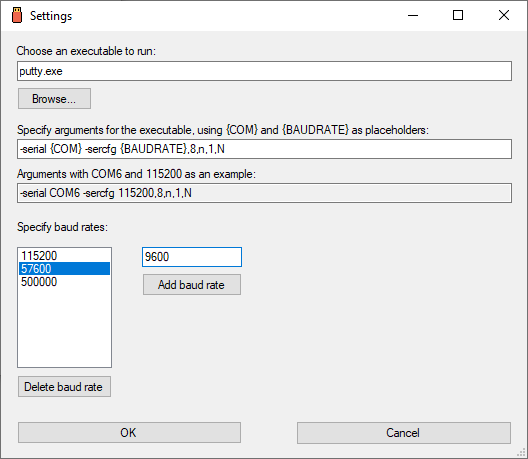 Settings
Choose an executable to run:
putty.exe
Browse...
Specify arguments for the executable, using {COM} and {BAUDRATE} as placeholders:
-serial {COM} -sercfg {BAUDRATE},8,n,1,N
Arguments with COM6 and 115200 as an example:
-serial COM6 -sercfg 115200,8,n,1,N
Specify baud rates:
115200
57600
500000
9600
Add baud rate
Delete baud rate
OK
Cancel